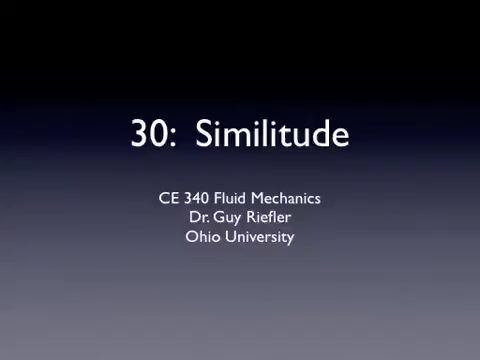 30: Similitude
CE 340 Fluid Mechanics
Dr. Guy Riefler
Ohio University